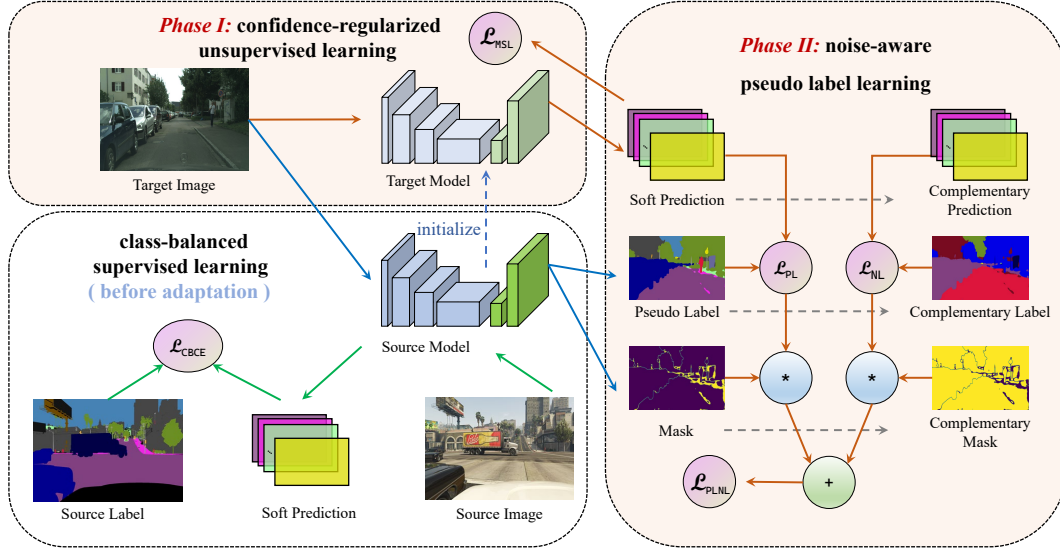 Phase I: confidence-regularized
unsupervised learning
ℒMSL
Target Image
Target Model
class-balanced
supervised learning
( before adaptation )
initialize
Source Model
ℒCBCE
Source Label
Soft Prediction
Source Image
Phase II: noise-aware
pseudo label learning
Soft Prediction
Complementary
Prediction
ℒPL
ℒNL
Pseudo Label
Complementary Label
*
*
Mask
Complementary
Mask
ℒPLNL
+